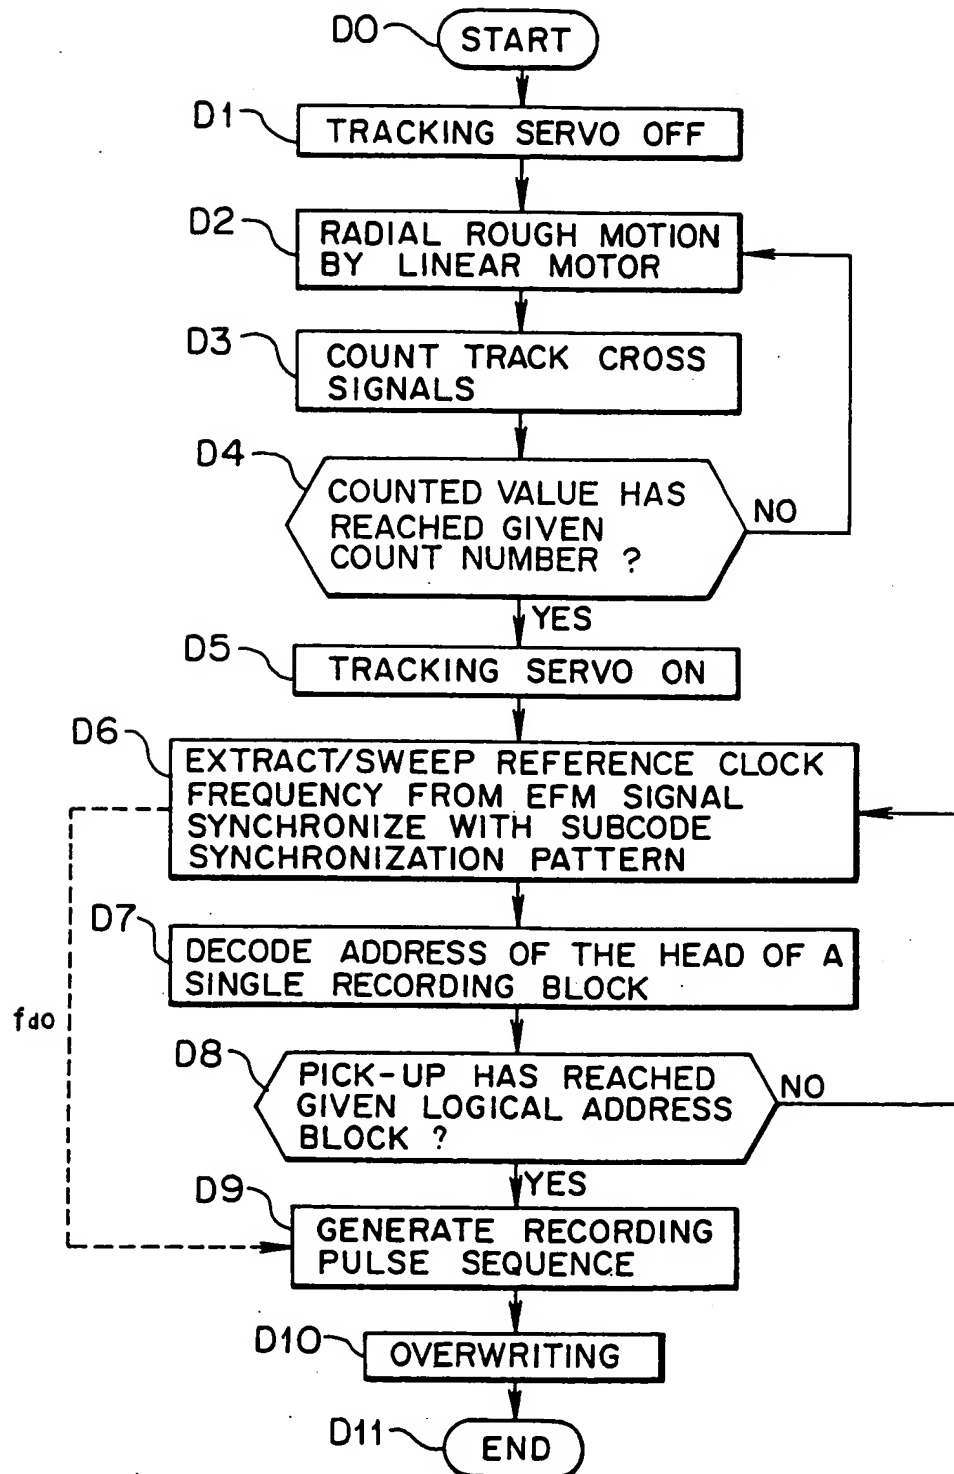 D0
START
D1
TRACKING SERVO OFF
D2
RADIAL ROUGH MOTION
BY LINEAR MOTOR
D3
COUNT TRACK CROSS
SIGNALS
D4
COUNTED VALUE HAS
REACHED GIVEN
COUNT NUMBER ?
NO
YES
D5
TRACKING SERVO ON
D6
EXTRACT/SWEEP REFERENCE CLOCK
FREQUENCY FROM EFM SIGNAL
SYNCHRONIZE WITH SUBCODE
SYNCHRONIZATION PATTERN
D7
DECODE ADDRESS OF THE HEAD OF A
SINGLE RECORDING BLOCK
fd0
D8
PICK-UP HAS REACHED
GIVEN LOGICAL ADDRESS
BLOCK ?
NO
YES
D9
GENERATE RECORDING
PULSE SEQUENCE
D10
OVERWRITING
D11
END